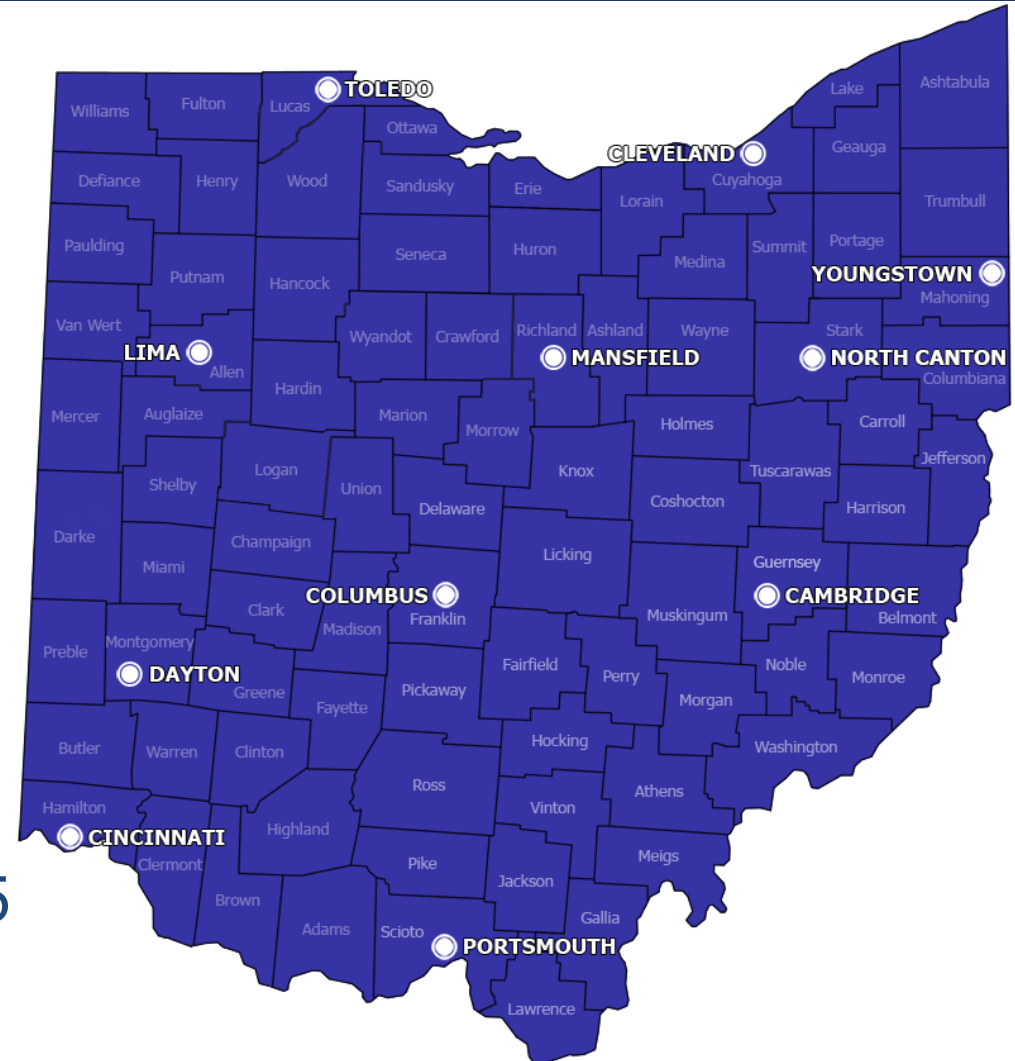 TOLEDO
Lake
Ashtabula
Williams
Fulton
Lucas
Ottawa
Geauga
CLEVELAND
Cuyahoga
Defiance
Henry
Wood
Sandusky
Erie
Lorain
Trumbull
Paulding
Putnam
Seneca
Huron
Medina
Summit
Portage
YOUNGSTOWN
Mahoning
Hancock
Van Wert
Wyandot
Crawford
Richland
Ashland
Wayne
Stark
LIMA
Allen
MANSFIELD
NORTH CANTON
Columbiana
Hardin
Mercer
Auglaize
Marion
Morrow
Holmes
Carroll
Jefferson
Shelby
Logan
Union
Knox
Tuscarawas
Delaware
Coshocton
Harrison
Darke
Champaign
Miami
Licking
Guernsey
COLUMBUS
Franklin
CAMBRIDGE
Clark
Madison
Muskingum
Belmont
Preble
Montgomery
DAYTON
Greene
Fairfield
Perry
Noble
Monroe
Fayette
Pickaway
Morgan
Butler
Warren
Clinton
Hocking
Washington
Ross
Athens
Hamilton
CINCINNATI
Vinton
Highland
Clermont
Pike
Meigs
Jackson
5
Brown
Gallia
Adams
Scioto
PORTSMOUTH
Lawrence